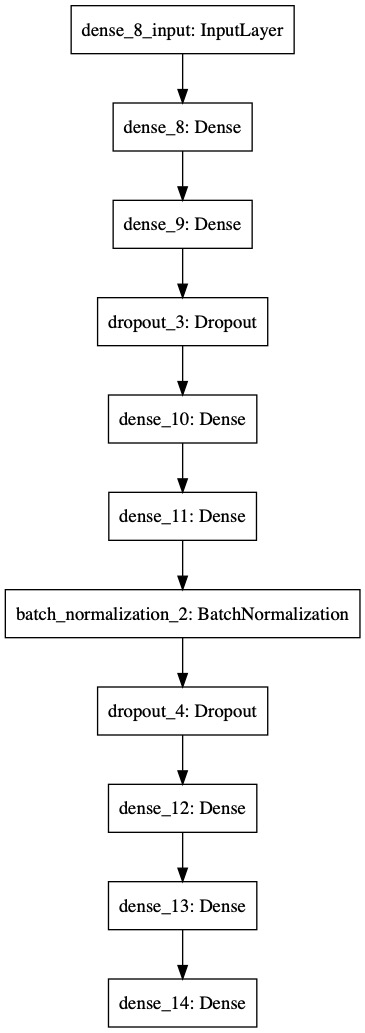 dense_8_input: InputLayer
dense_8: Dense
dense_9: Dense
dropout_3: Dropout
dense_10: Dense
dense_11: Dense
batch_normalization_2: BatchNormalization
dropout_4: Dropout
dense_12: Dense
dense_13: Dense
dense_14: Dense